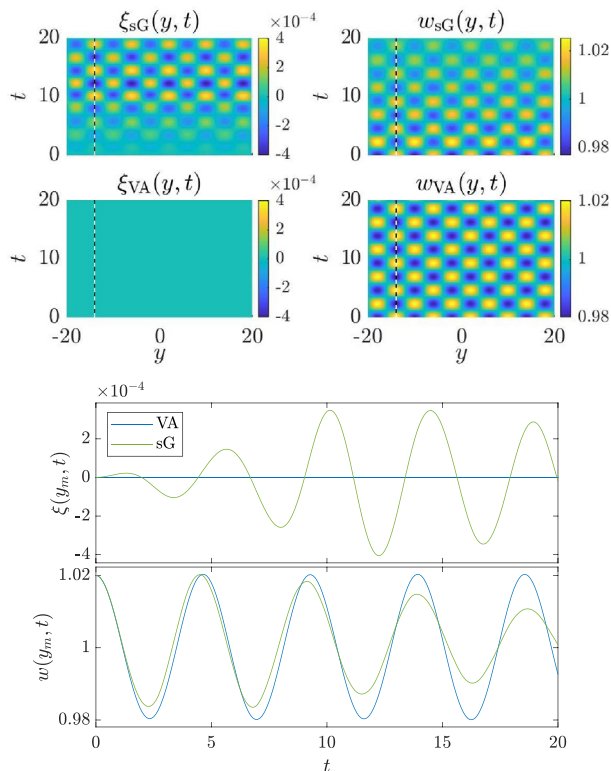 ξsG(y, t) wsG(y, t)
×10⁻⁴
20 4 20
10 2 10 1.02
t 0 t 1
-2
0 -4 0 0.98
ξVA(y, t) wVA(y, t)
×10⁻⁴
20 4 20 1.02
2
t 10 0 t 10 1
-2
0 -4 0 0.98
-20 0 20 -20 0 20
y y
×10⁻⁴
VA
sG
2
0
-2
-4
ξ(yₘ, t)
1.02
1
0.98
w(yₘ, t)
0 5 10 15 20
t